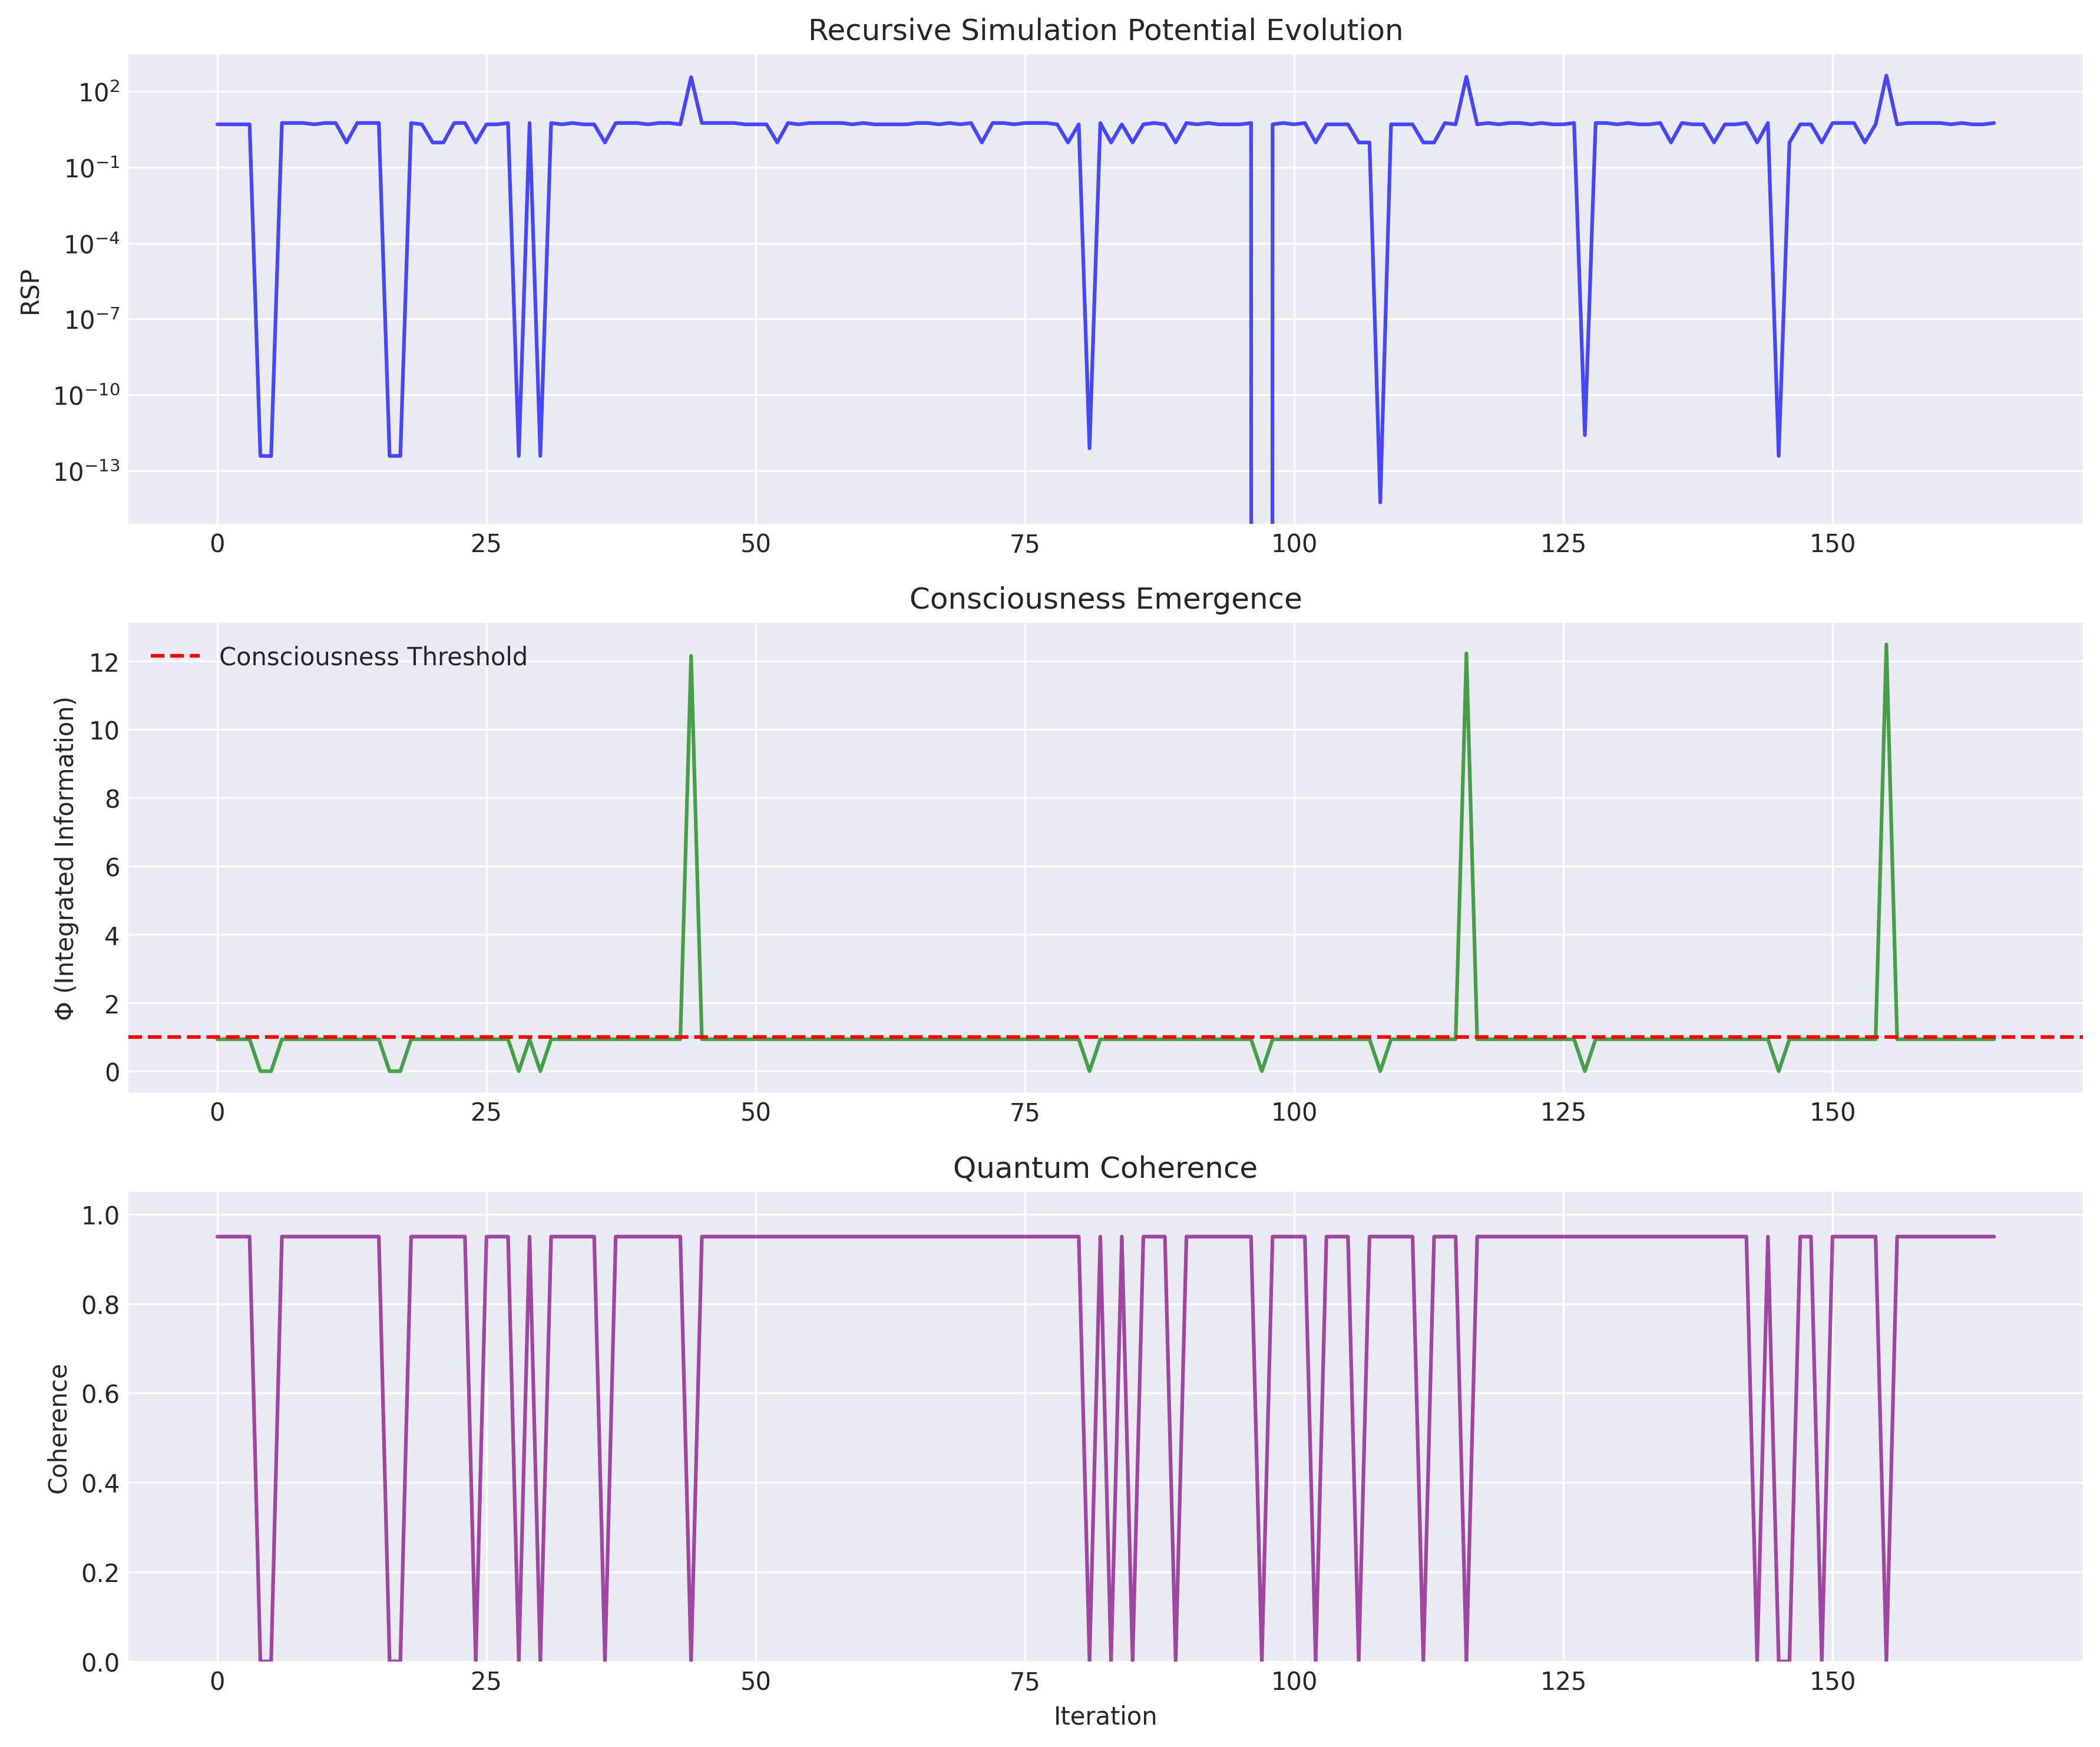 Recursive Simulation Potential Evolution
RSP
10²
10⁻¹
10⁻⁴
10⁻⁷
10⁻¹⁰
10⁻¹³
0 25 50 75 100 125 150
Consciousness Emergence
Consciousness Threshold
Φ (Integrated Information)
12
10
8
6
4
2
0
0 25 50 75 100 125 150
Quantum Coherence
Coherence
1.0
0.8
0.6
0.4
0.2
0.0
0 25 50 75 100 125 150
Iteration